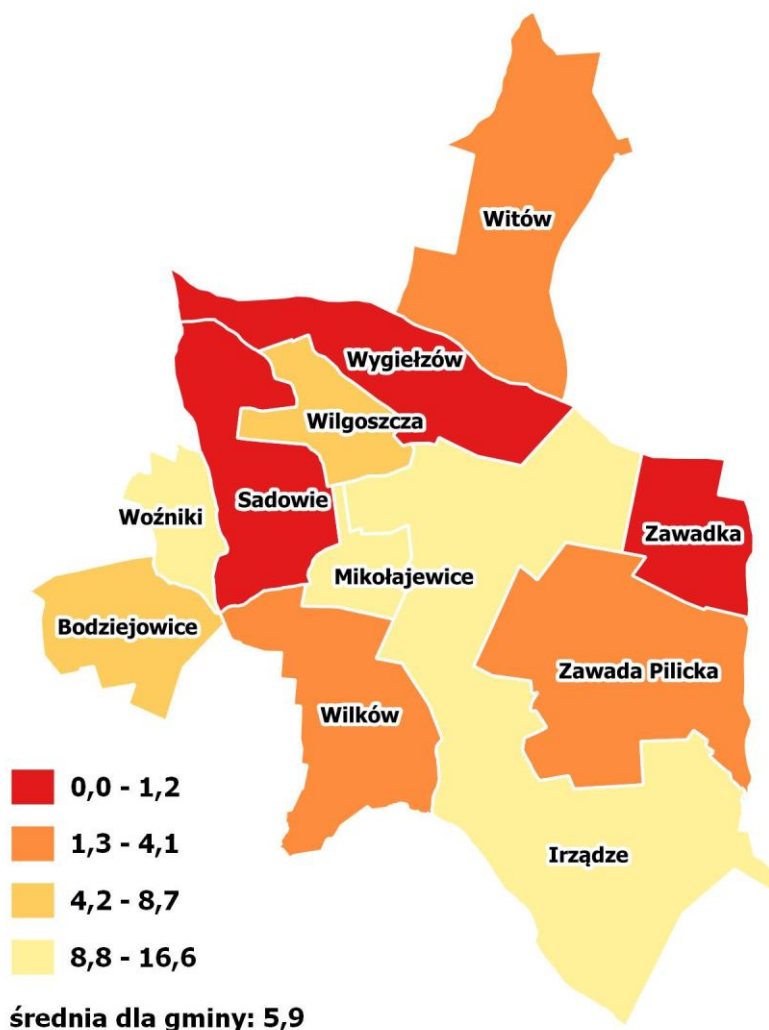 Witów
Wygiełzów
Wilgoszcza
Sadowie
Woźniki
Zawadka
Mikołajewice
Bodziejowice
Zawada Pilicka
Wilków
Irządze
0,0 - 1,2
1,3 - 4,1
4,2 - 8,7
8,8 - 16,6
średnia dla gminy: 5,9